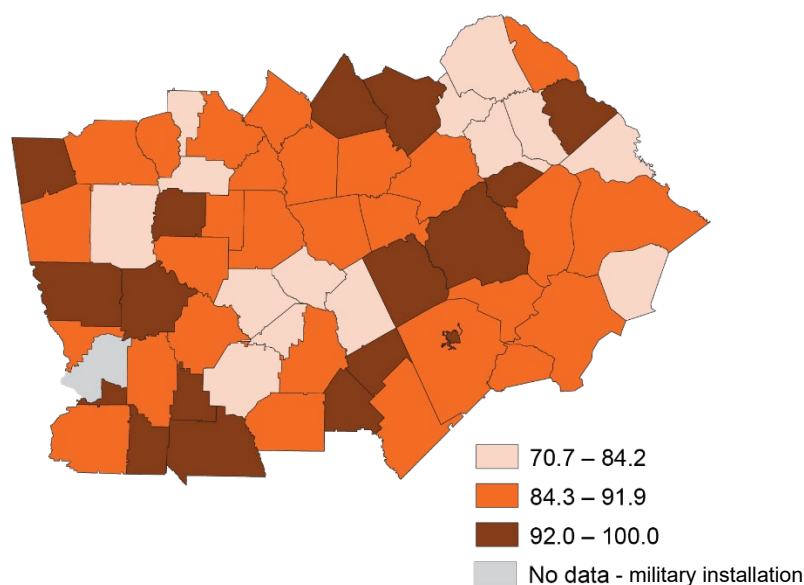 70.7 – 84.2
84.3 – 91.9
92.0 – 100.0
No data - military installation